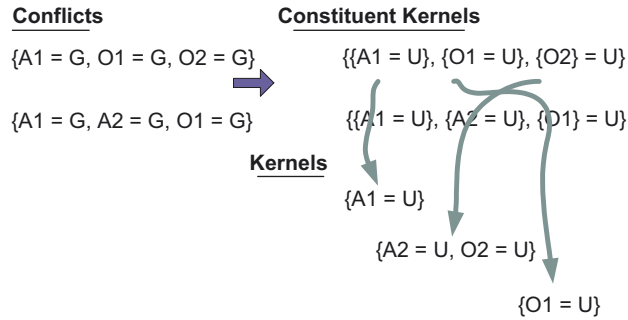 Conflicts
Constituent Kernels
{A1 = G, O1 = G, O2 = G}
{{A1 = U}, {O1 = U}, {O2} = U}
{A1 = G, A2 = G, O1 = G}
{{A1 = U}, {A2 = U}, {O1} = U}
Kernels
{A1 = U}
{A2 = U, O2 = U}
{O1 = U}